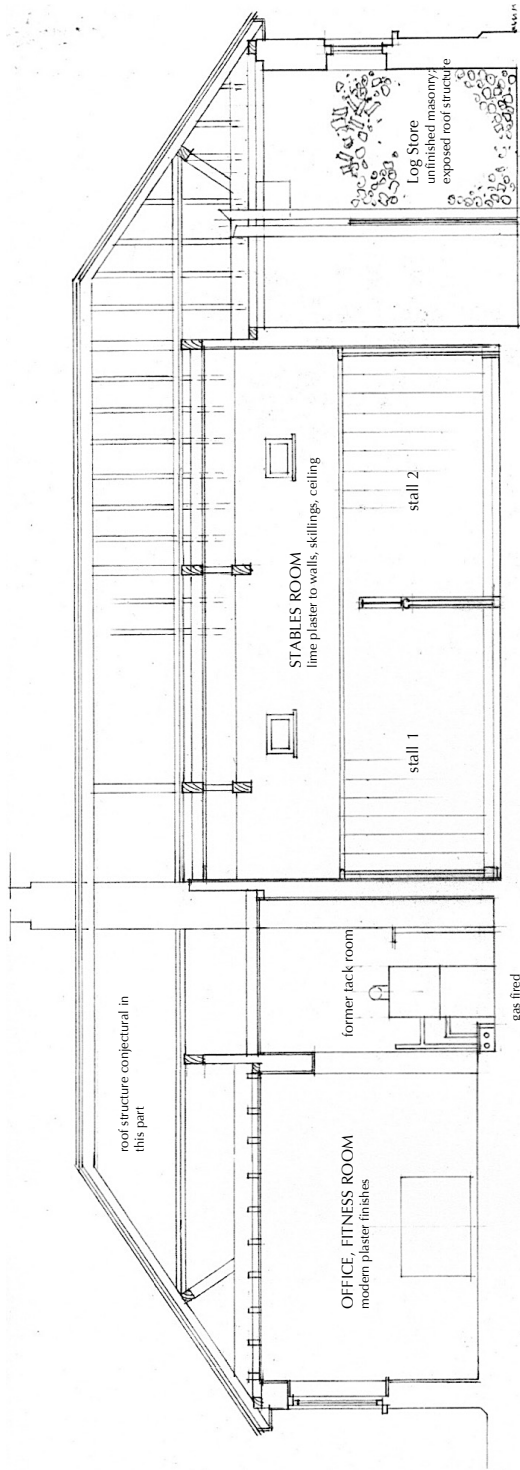 roof structure conjectural in
this part
OFFICE, FITNESS ROOM
modern plaster finishes
former tack room
gas fired
STABLES ROOM
lime plaster to walls, skillings, ceiling
stall 1
stall 2
Log Store
unfinished masonry;
exposed roof structure